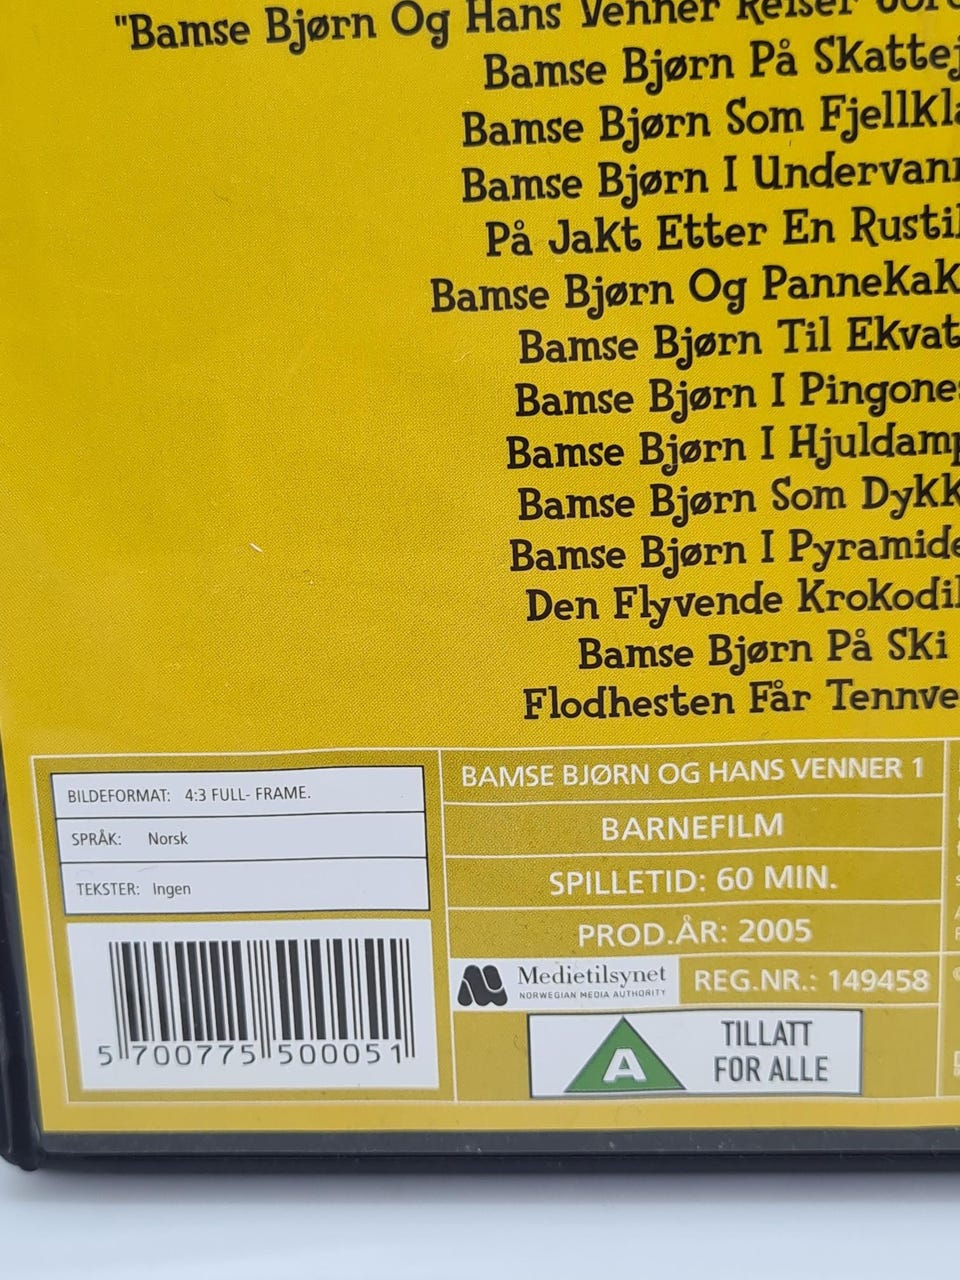 "Bamse Bjørn Og Hans Venner Reiser
Bamse Bjørn På
Bamse Bjørn Som
Bamse Bjørn I
På Jakt Etter En
Bamse Bjørn Og
Bamse Bjørn Til
Bamse Bjørn I
Bamse Bjørn I
Bamse Bjørn Som
Bamse Bjørn I
Den Flyvende
Bamse Bjørn På Ski
Flodhesten Får
BILDEFORMAT: 4:3 FULL- FRAME.
SPRÅK: Norsk
TEKSTER: Ingen
5 700775 500051
BAMSE BJØRN OG HANS VENNER 1
BARNEFILM
SPILLETID: 60 MIN.
PROD.ÅR: 2005
Medietilsynet
NORWEGIAN MEDIA AUTHORITY
REG.NR.: 149458
A
TILLATT
FOR ALLE